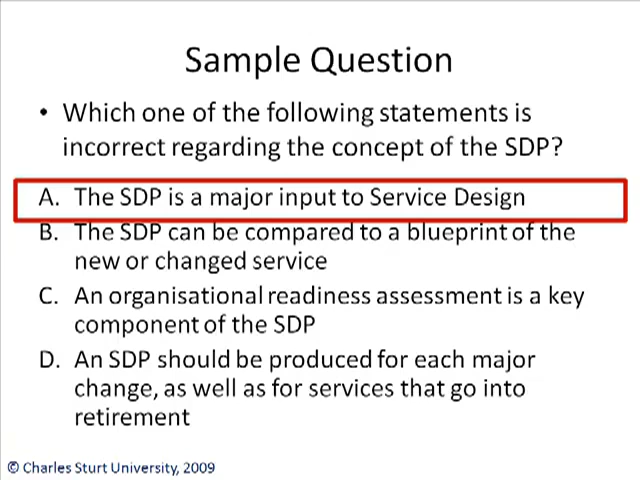 Sample Question
• Which one of the following statements is
incorrect regarding the concept of the SDP?
A. The SDP is a major input to Service Design
B. The SDP can be compared to a blueprint of the
new or changed service
C. An organisational readiness assessment is a key
component of the SDP
D. An SDP should be produced for each major
change, as well as for services that go into
retirement
© Charles Sturt University, 2009